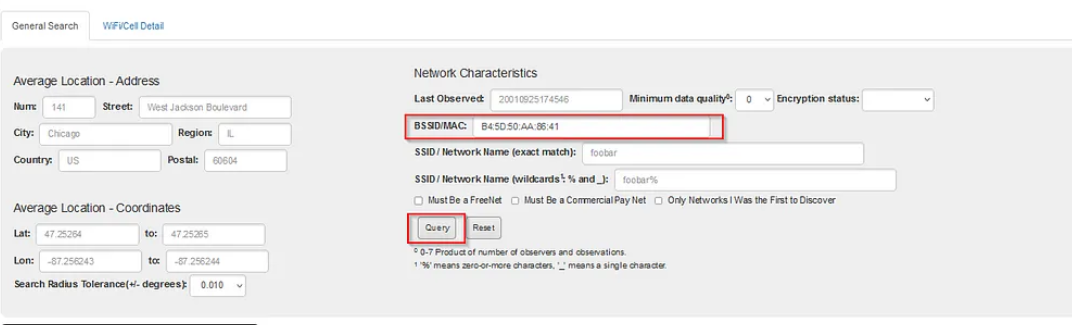 General Search WiFi/Cell Detail
Average Location - Address
Num: 141 Street: West Jackson Boulevard
City: Chicago Region: IL
Country: US Postal: 60604
Average Location - Coordinates
Lat: 47.25264 to: 47.25265
Lon: -87.256243 to: -87.256244
Search Radius Tolerance(+/- degrees): 0.010
Network Characteristics
Last Observed: 20010925174546 Minimum data quality⁰: 0 Encryption status:
BSSID/MAC: B4:5D:50:AA:86:41
SSID / Network Name (exact match): foobar
SSID / Network Name (wildcards¹: % and _): foobar%
Must Be a FreeNet Must Be a Commercial Pay Net Only Networks I Was the First to Discover
Query Reset
⁰ 0-7 Product of number of observers and observations.
¹ '%' means zero-or-more characters, '_' means a single character.